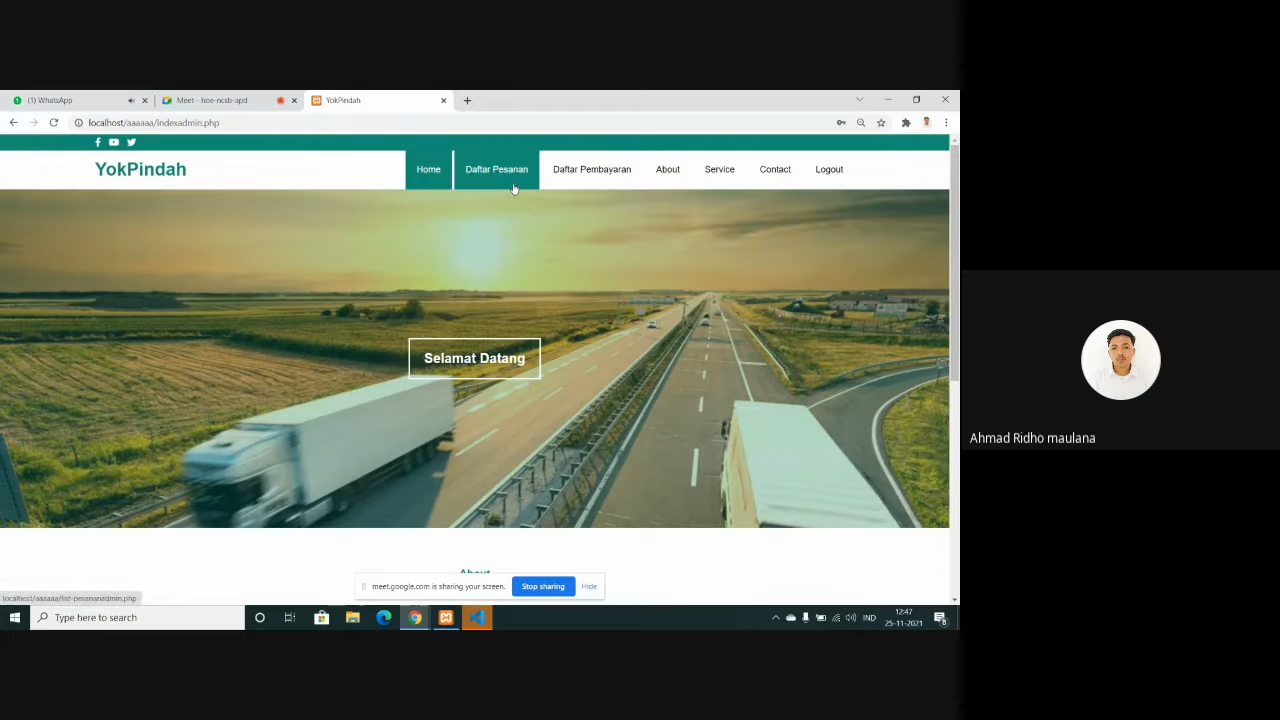 (1) WhatsApp
Meet - hoe-ncsb-apd
YokPindah
localhost/aaaaaa/indexadmin.php
YokPindah
Home
Daftar Pesanan
Daftar Pembayaran
About
Service
Contact
Logout
Selamat Datang
About
meet.google.com is sharing your screen.
Stop sharing
Hide
localhost/aaaaaa/list-pesananadmin.php
Type here to search
IND
12:47
25-11-2021
Ahmad Ridho maulana